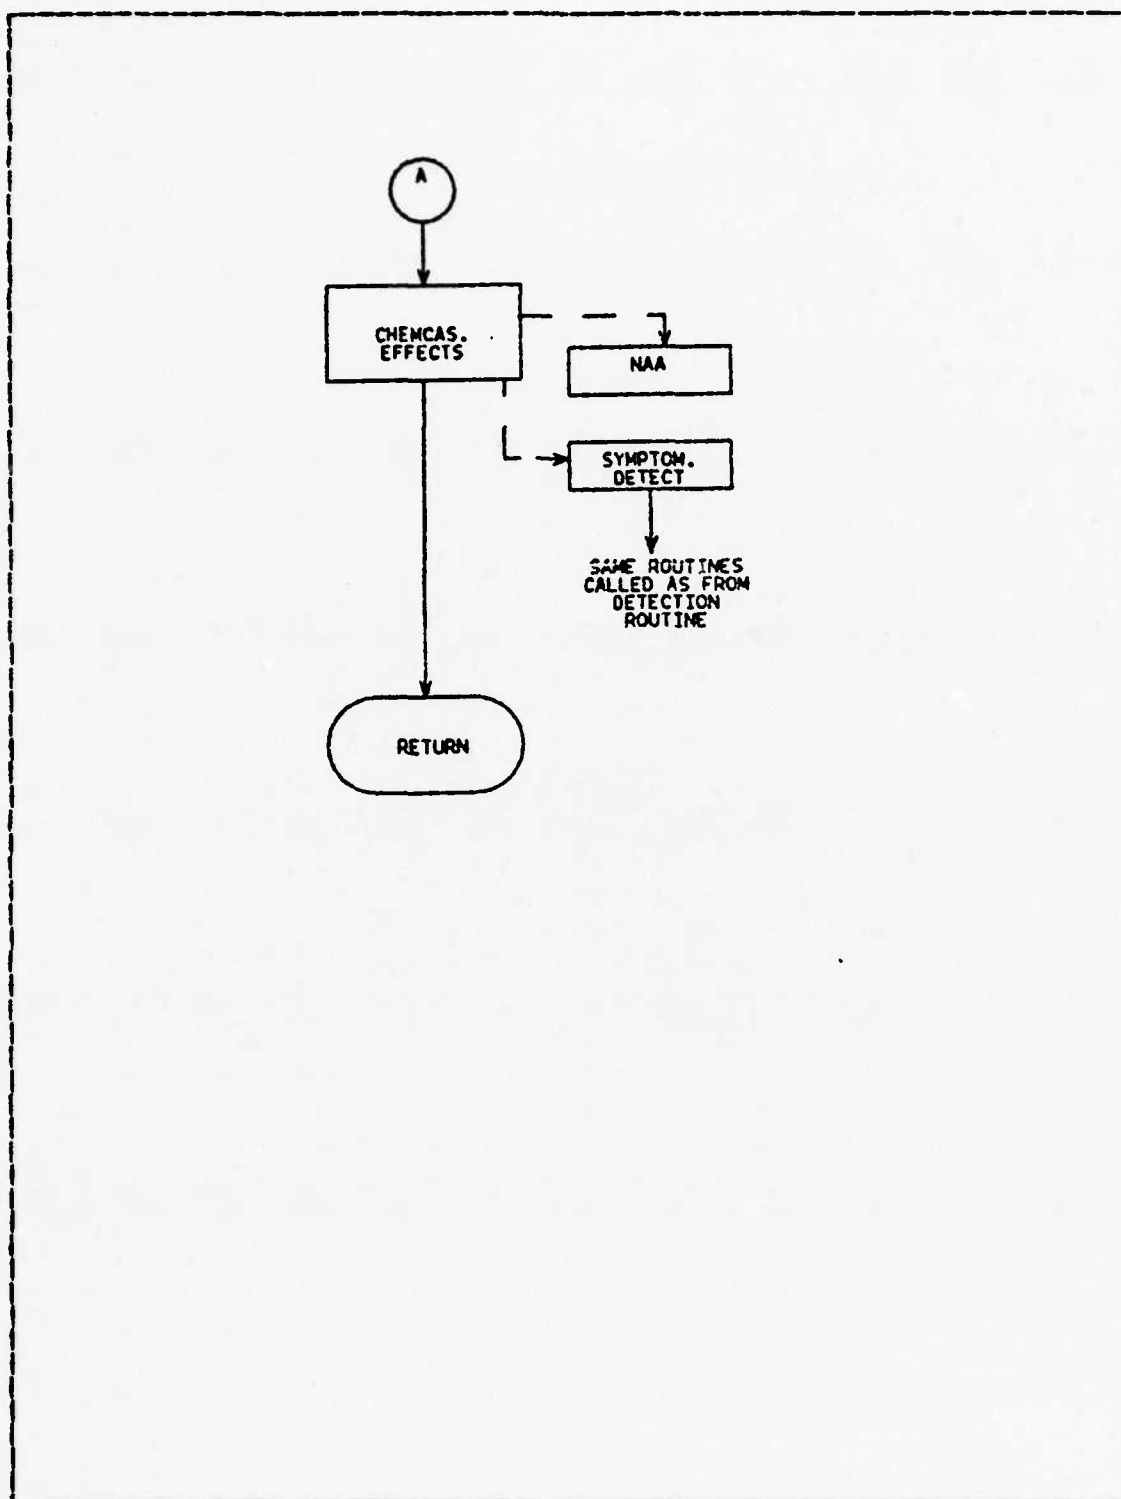 A
CHEMCAS.
EFFECTS
NAA
SYMPTOM.
DETECT
SAME ROUTINES
CALLED AS FROM
DETECTION
ROUTINE
RETURN